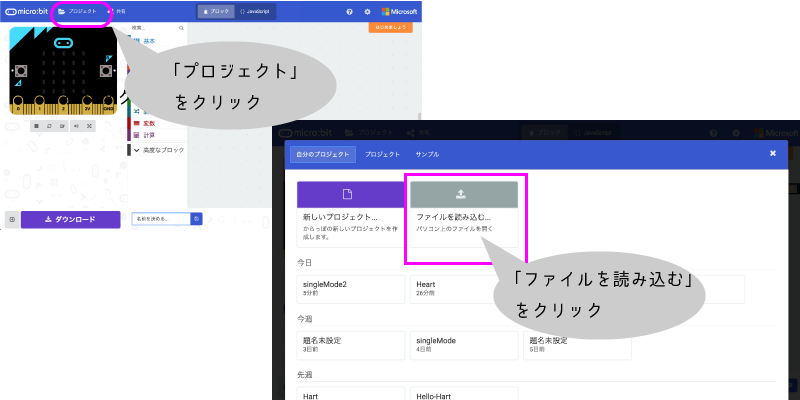 micro:bit
プロジェクト
共有
ブロック
{} JavaScript
Microsoft
はじめましょう
検索...
基本
「プロジェクト」
をクリック
変数
計算
高度なブロック
0 1 2 3V GND
ダウンロード
名前を決める...
micro:bit
プロジェクト
共有
ブロック
{} JavaScript
Microsoft
自分のプロジェクト
プロジェクト
サンプル
新しいプロジェクト...
からっぽの新しいプロジェクトを作
成します。
ファイルを読み込む...
パソコン上のファイルを開く
「ファイルを読み込む」
をクリック
今日
singleMode2
5分前
Heart
26分前
今週
題名未設定
3日前
singleMode
4日前
題名未設定
5日前
先週
Hart
Hello-Hart